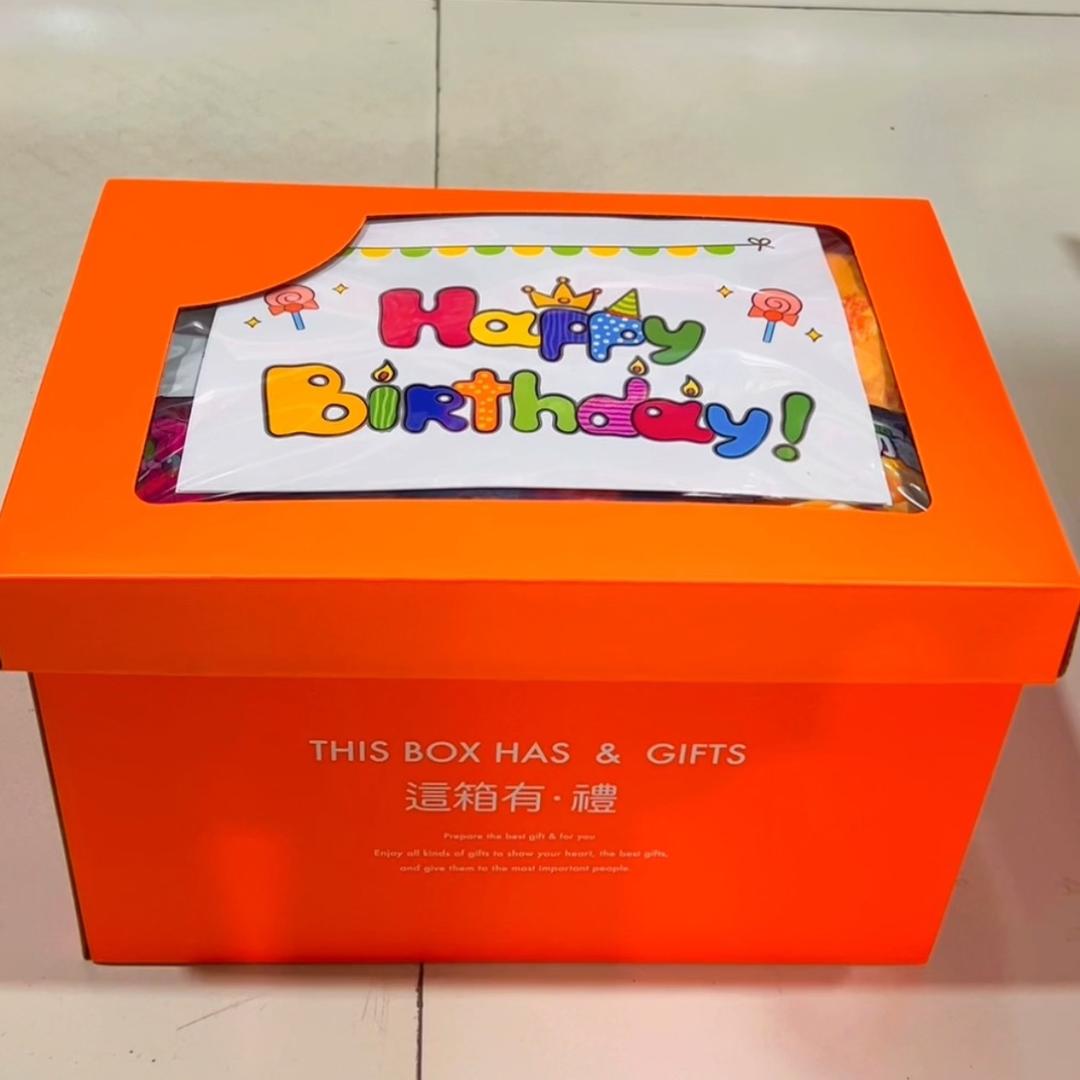 Happy
Birthday!
THIS BOX HAS & GIFTS
這箱有·禮
Prepare the best gift & for you
Enjoy all kinds of gifts to show your heart, the best gifts,
and give them to the most important people.